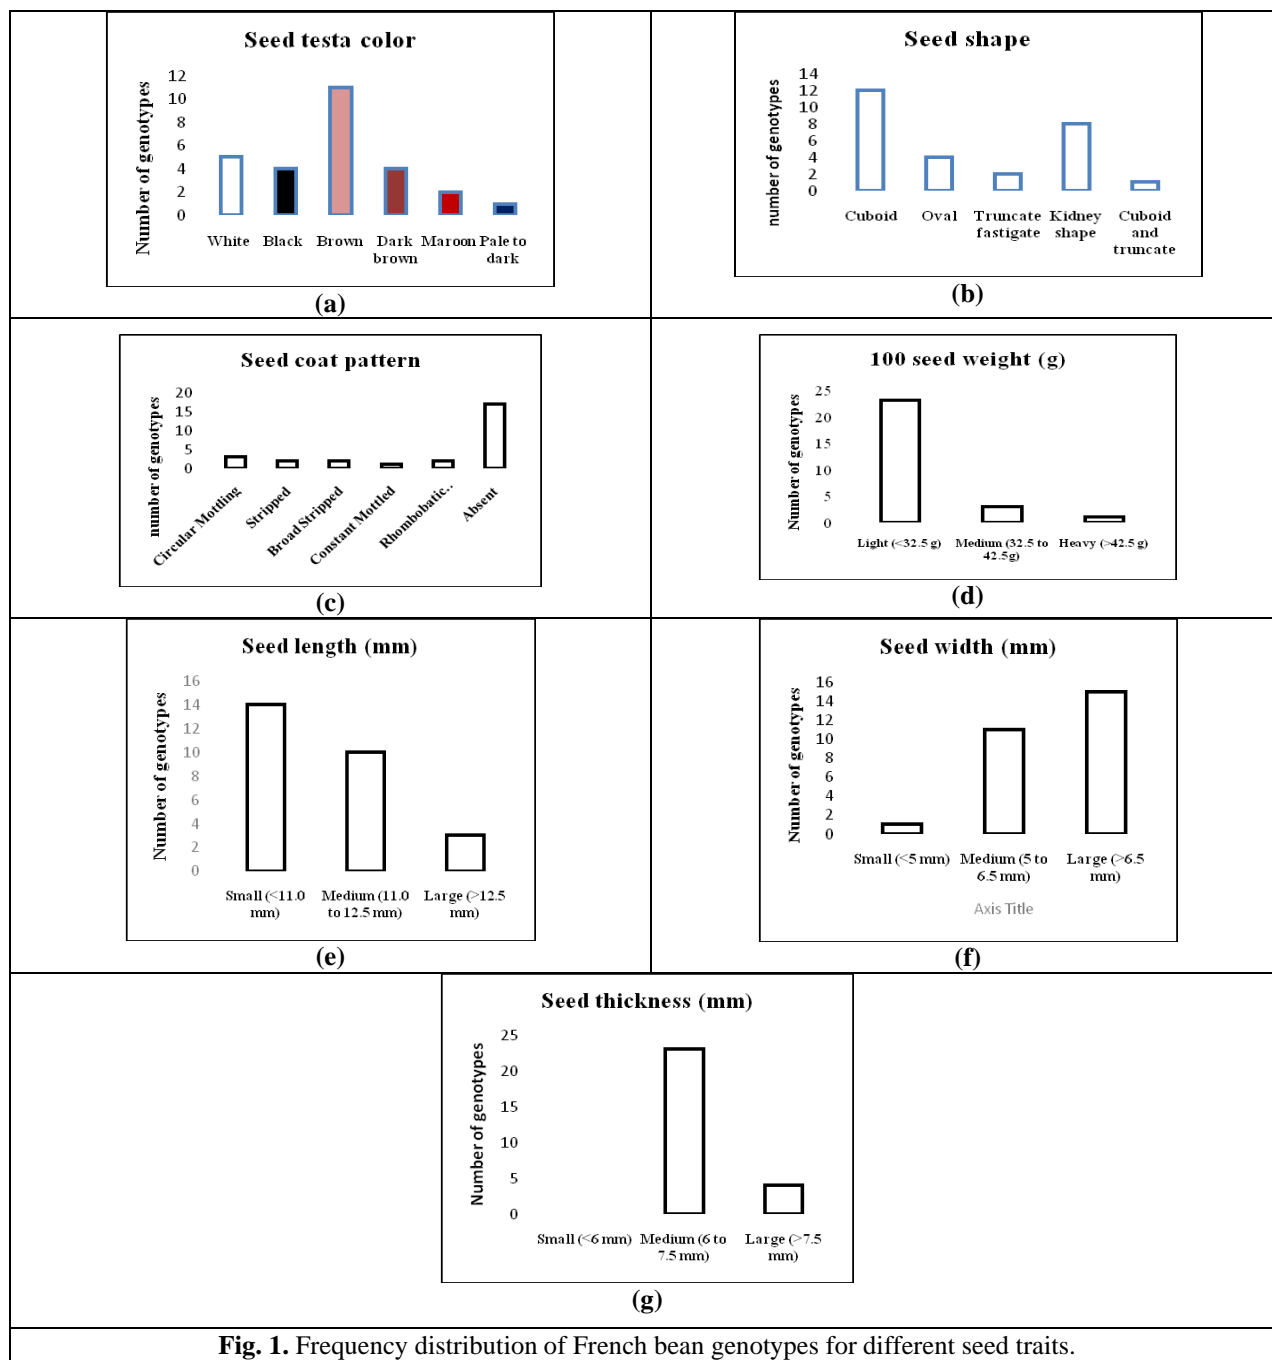 Seed testa color
Number of genotypes
12
10
8
6
4
2
0
White Black Brown Dark brown Maroon Pale to dark
(a)
Seed shape
number of genotypes
14
12
10
8
6
4
2
0
Cuboid Oval Truncate fastigate Kidney shape Cuboid and truncate
(b)
Seed coat pattern
number of genotypes
20
15
10
5
0
Circular Mottling
Stripped
Broad Stripped
Constant Mottled
Rhombobatic..
Absent
(c)
100 seed weight (g)
Number of genotypes
25
20
15
10
5
0
Light (<32.5 g) Medium (32.5 to 42.5g) Heavy (>42.5 g)
(d)
Seed length (mm)
Number of genotypes
16
14
12
10
8
6
4
2
0
Small (<11.0 mm) Medium (11.0 to 12.5 mm) Large (>12.5 mm)
(e)
Seed width (mm)
Number of genotypes
16
14
12
10
8
6
4
2
0
Small (<5 mm) Medium (5 to 6.5 mm) Large (>6.5 mm)
Axis Title
(f)
Seed thickness (mm)
Number of genotypes
25
20
15
10
5
0
Small (<6 mm) Medium (6 to 7.5 mm) Large (>7.5 mm)
(g)
Fig. 1. Frequency distribution of French bean genotypes for different seed traits.